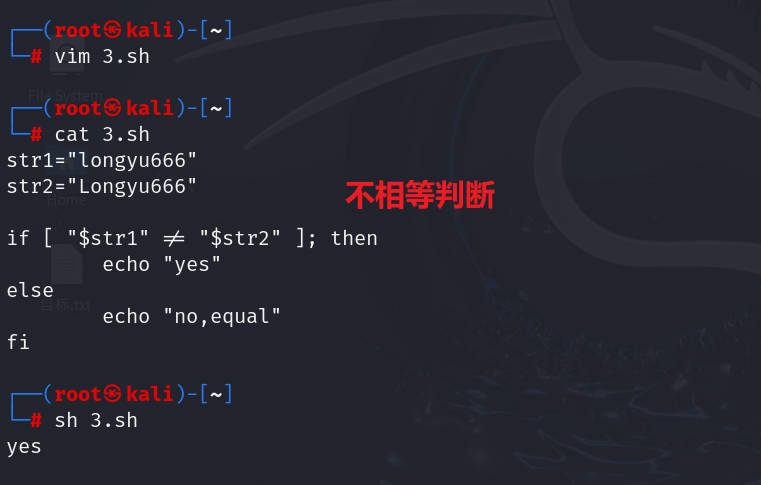 ┌──(root㉿kali)-[~]
└─# vim 3.sh
File System
┌──(root㉿kali)-[~]
└─# cat 3.sh
str1="longyu666"
str2="Longyu666"
不相等判断
Home
if [ "$str1" ≠ "$str2" ]; then
echo "yes"
else
目标.txt
echo "no,equal"
fi
┌──(root㉿kali)-[~]
└─# sh 3.sh
yes